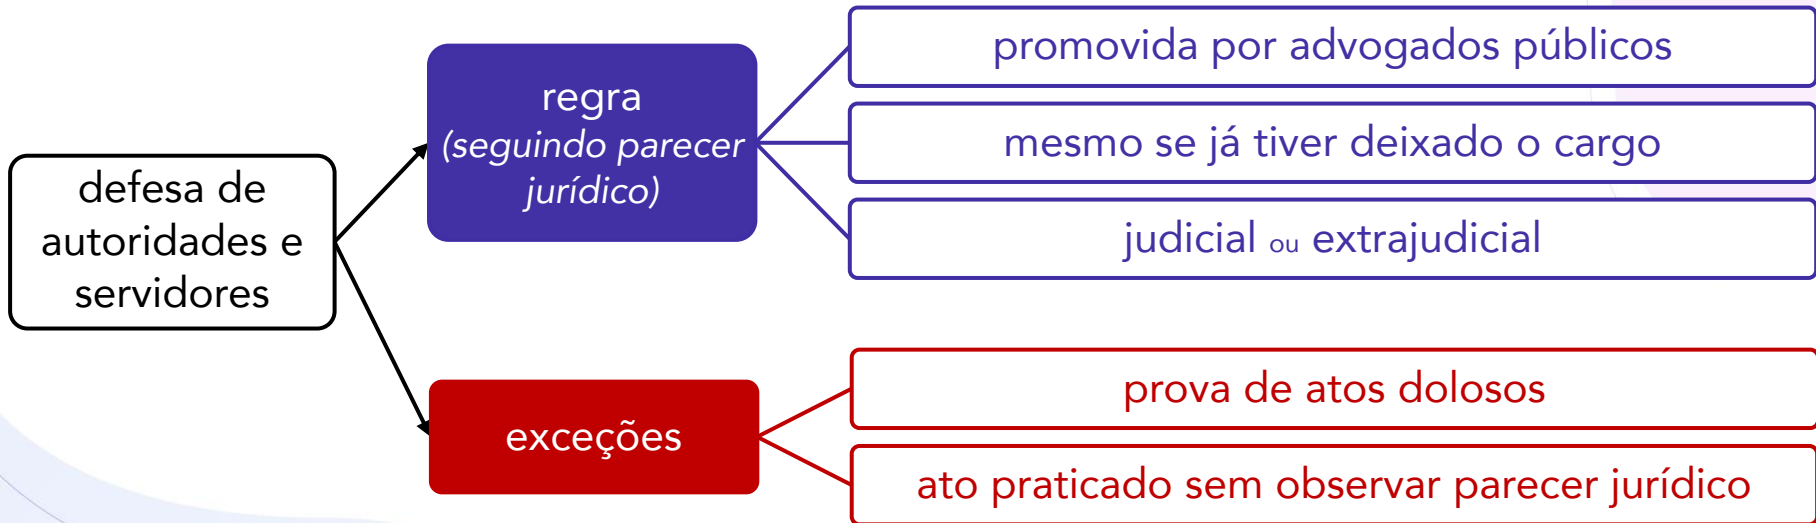 defesa de
autoridades e
servidores
regra
(seguindo parecer
jurídico)
promovida por advogados públicos
mesmo se já tiver deixado o cargo
judicial ou extrajudicial
exceções
prova de atos dolosos
ato praticado sem observar parecer jurídico